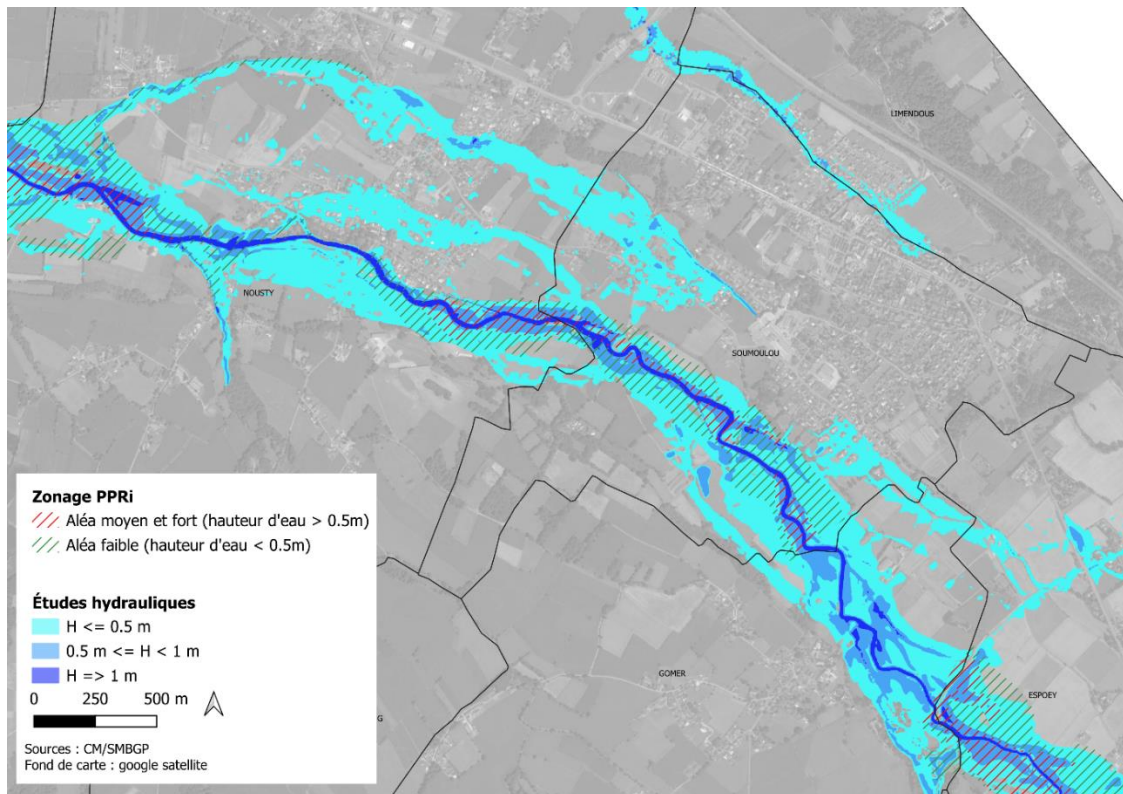 LIMENDOUS
NOUSTY
SOUMOULOU
GOMER
ESPOEY
G
Zonage PPRi
Aléa moyen et fort (hauteur d'eau > 0.5m)
Aléa faible (hauteur d'eau < 0.5m)
Études hydrauliques
H <= 0.5 m
0.5 m <= H < 1 m
H => 1 m
0 250 500 m
Sources : CM/SMBGP
Fond de carte : google satellite